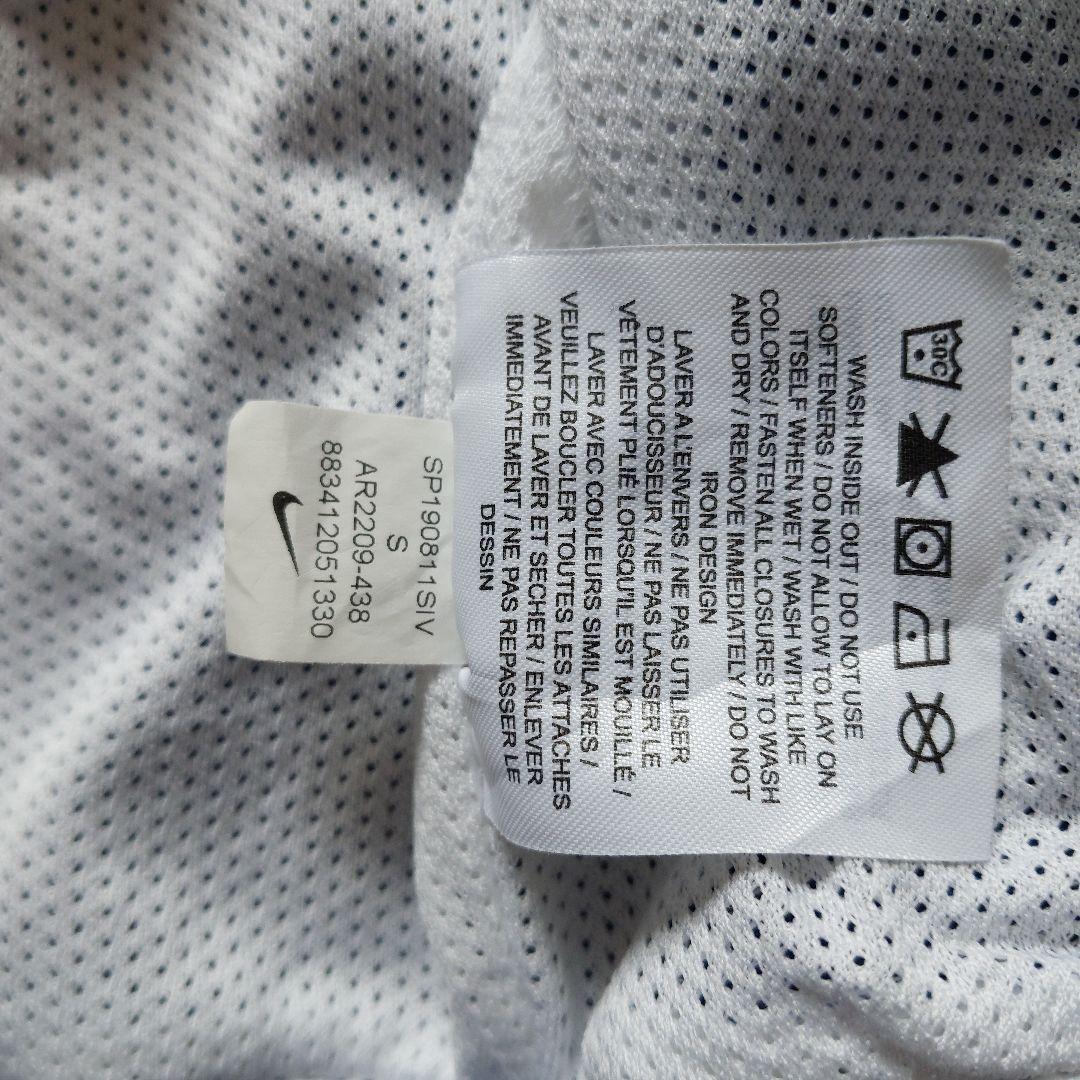 30C
WASH INSIDE OUT / DO NOT USE
SOFTENERS / DO NOT ALLOW TO LAY ON
ITSELF WHEN WET / WASH WITH LIKE
COLORS / FASTEN ALL CLOSURES TO WASH
AND DRY / REMOVE IMMEDIATELY / DO NOT
IRON DESIGN
LAVER A L'ENVERS / NE PAS UTILISER
D'ADOUCISSEUR / NE PAS LAISSER LE
VÊTEMENT PLIÉ LORSQU'IL EST MOUILLÉ /
LAVER AVEC COULEURS SIMILAIRES /
VEUILLEZ BOUCLER TOUTES LES ATTACHES
AVANT DE LAVER ET SECHER / ENLEVER
IMMEDIATEMENT / NE PAS REPASSER LE
DESSIN
SP190811SIV
S
AR2209-438
883412051330